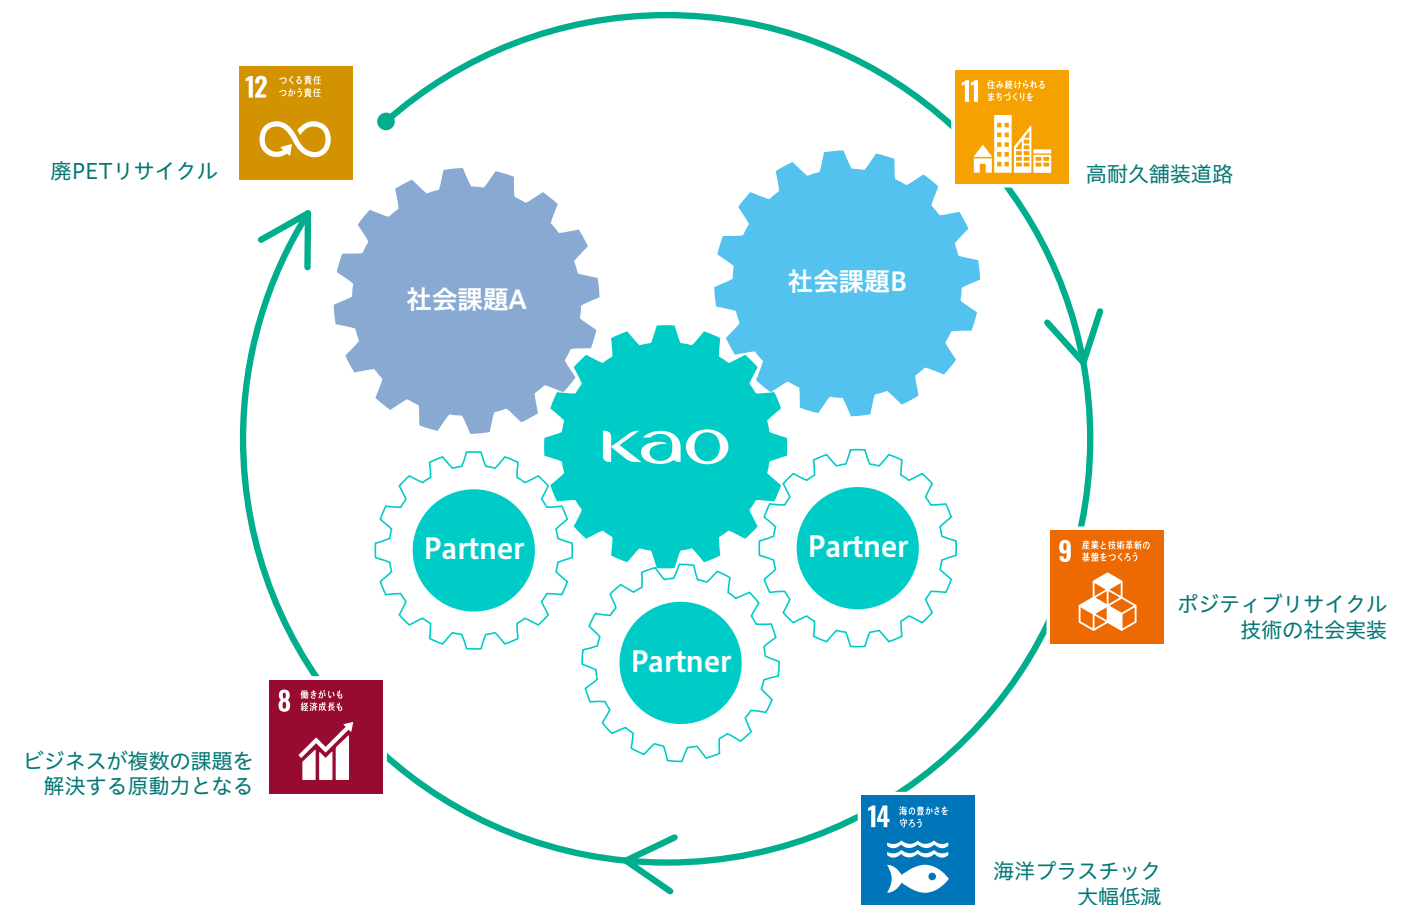 12
つくる責任
つかう責任
廃PETリサイクル
11
住み続けられる
まちづくりを
高耐久舗装道路
社会課題A
社会課題B
Kao
Partner
Partner
Partner
9
産業と技術革新の
基盤をつくろう
ポジティブリサイクル
技術の社会実装
8
働きがいも
経済成長も
ビジネスが複数の課題を
解決する原動力となる
14
海の豊かさを
守ろう
海洋プラスチック
大幅低減